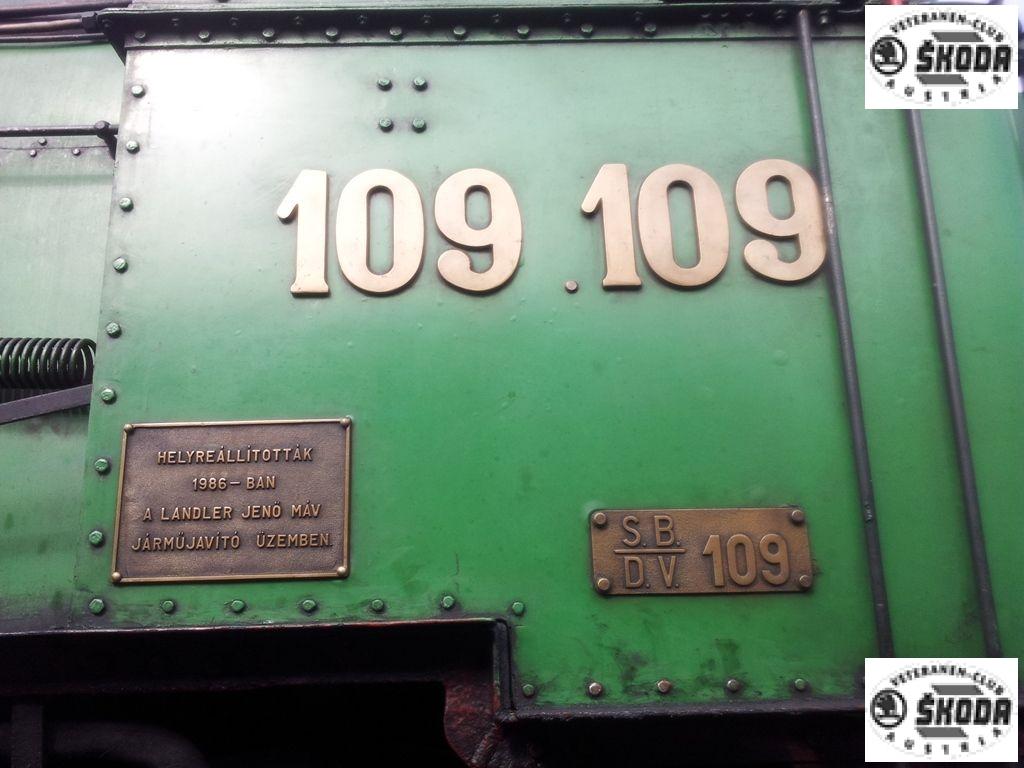 VETERANEN-CLUB
ŠKODA
AUSTRIA
109.109
HELYREÁLLÍTOTTÁK
1986-BAN
A LANDLER JENŐ MÁV
JÁRMŰJAVÍTÓ ÜZEMBEN.
S.B.
D.V. 109
VETERANEN-CLUB
ŠKODA
AUSTRIA